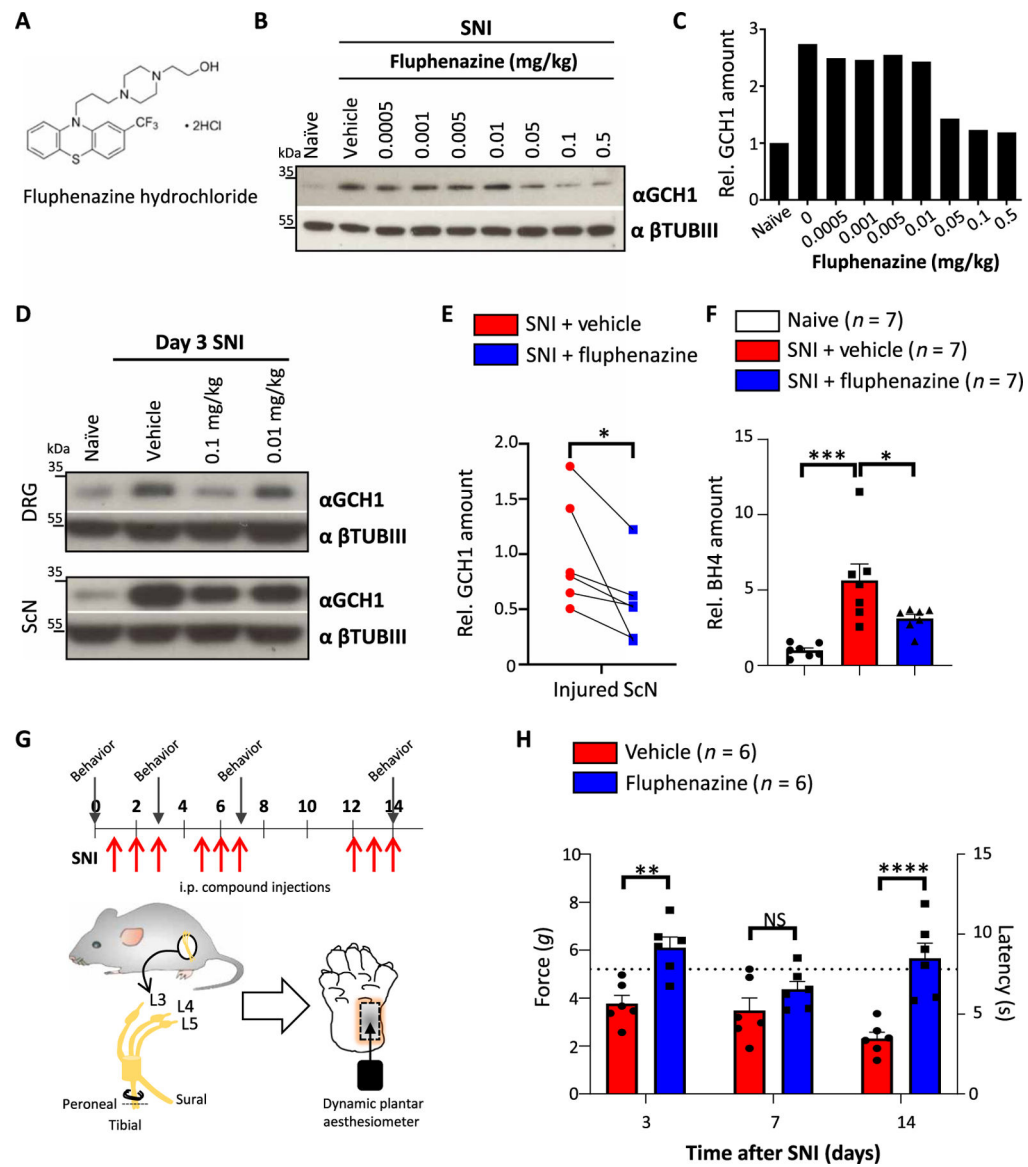 A
N
OH
N
N
CF₃
S
• 2HCl
Fluphenazine hydrochloride
B
SNI
Fluphenazine (mg/kg)
kDa
Naïve
Vehicle
0.0005
0.001
0.005
0.01
0.05
0.1
0.5
35
αGCH1
55
α βTUBIII
C
Rel. GCH1 amount
3
2
1
0
Naïve
0
0.0005
0.001
0.005
0.01
0.05
0.1
0.5
Fluphenazine (mg/kg)
D
Day 3 SNI
kDa
Naïve
Vehicle
0.1 mg/kg
0.01 mg/kg
DRG
35
αGCH1
55
α βTUBIII
ScN
35
αGCH1
55
α βTUBIII
E
SNI + vehicle
SNI + fluphenazine
*
Rel. GCH1 amount
2.0
1.5
1.0
0.5
0
Injured ScN
F
Naive (n = 7)
SNI + vehicle (n = 7)
SNI + fluphenazine (n = 7)
*** *
Rel. BH4 amount
15
10
5
0
G
Behavior Behavior Behavior Behavior
0 2 4 6 8 10 12 14
SNI
i.p. compound injections
L3
L4
L5
Peroneal
Sural
Tibial
Dynamic plantar
aesthesiometer
H
Vehicle (n = 6)
Fluphenazine (n = 6)
** NS ****
Force (g)
10
8
6
4
2
0
Latency (s)
15
10
5
0
3 7 14
Time after SNI (days)